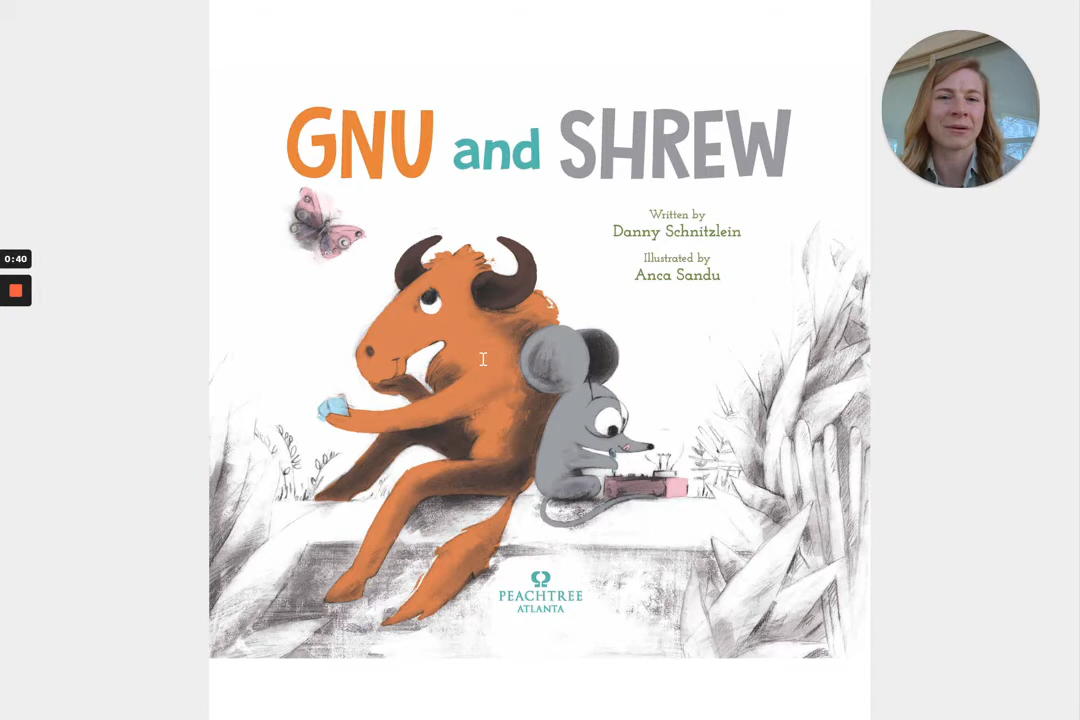 GNU and SHREW
Written by
Danny Schnitzlein
Illustrated by
Anca Sandu
0:40
PEACHTREE
ATLANTA